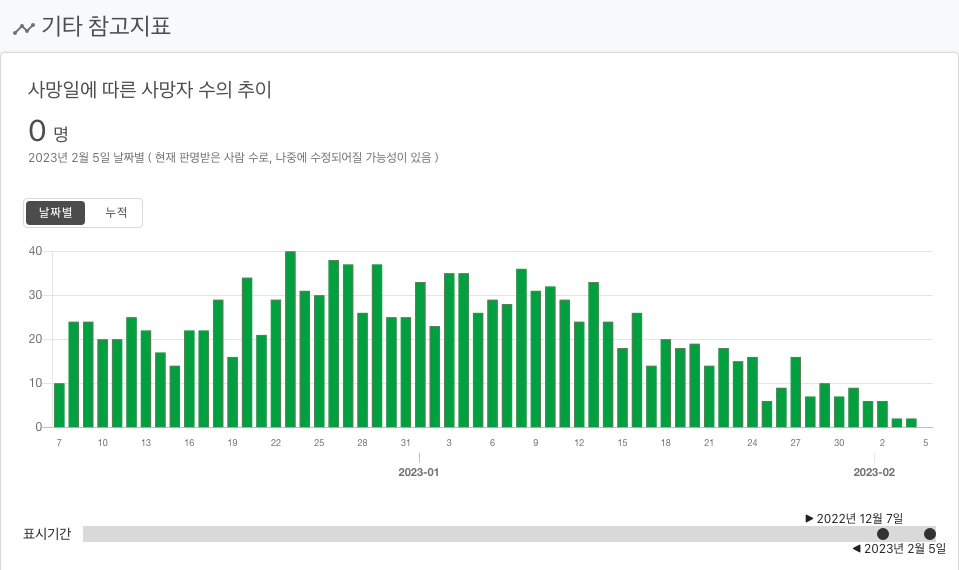 기타 참고지표
사망일에 따른 사망자 수의 추이
0 명
2023년 2월 5일 날짜별 ( 현재 판명받은 사람 수로, 나중에 수정되어질 가능성이 있음 )
날짜별 누적
40
30
20
10
0
7 10 13 16 19 22 25 28 31 3 6 9 12 15 18 21 24 27 30 2 5
2023-01 2023-02
▶ 2022년 12월 7일
표시기간
◀ 2023년 2월 5일